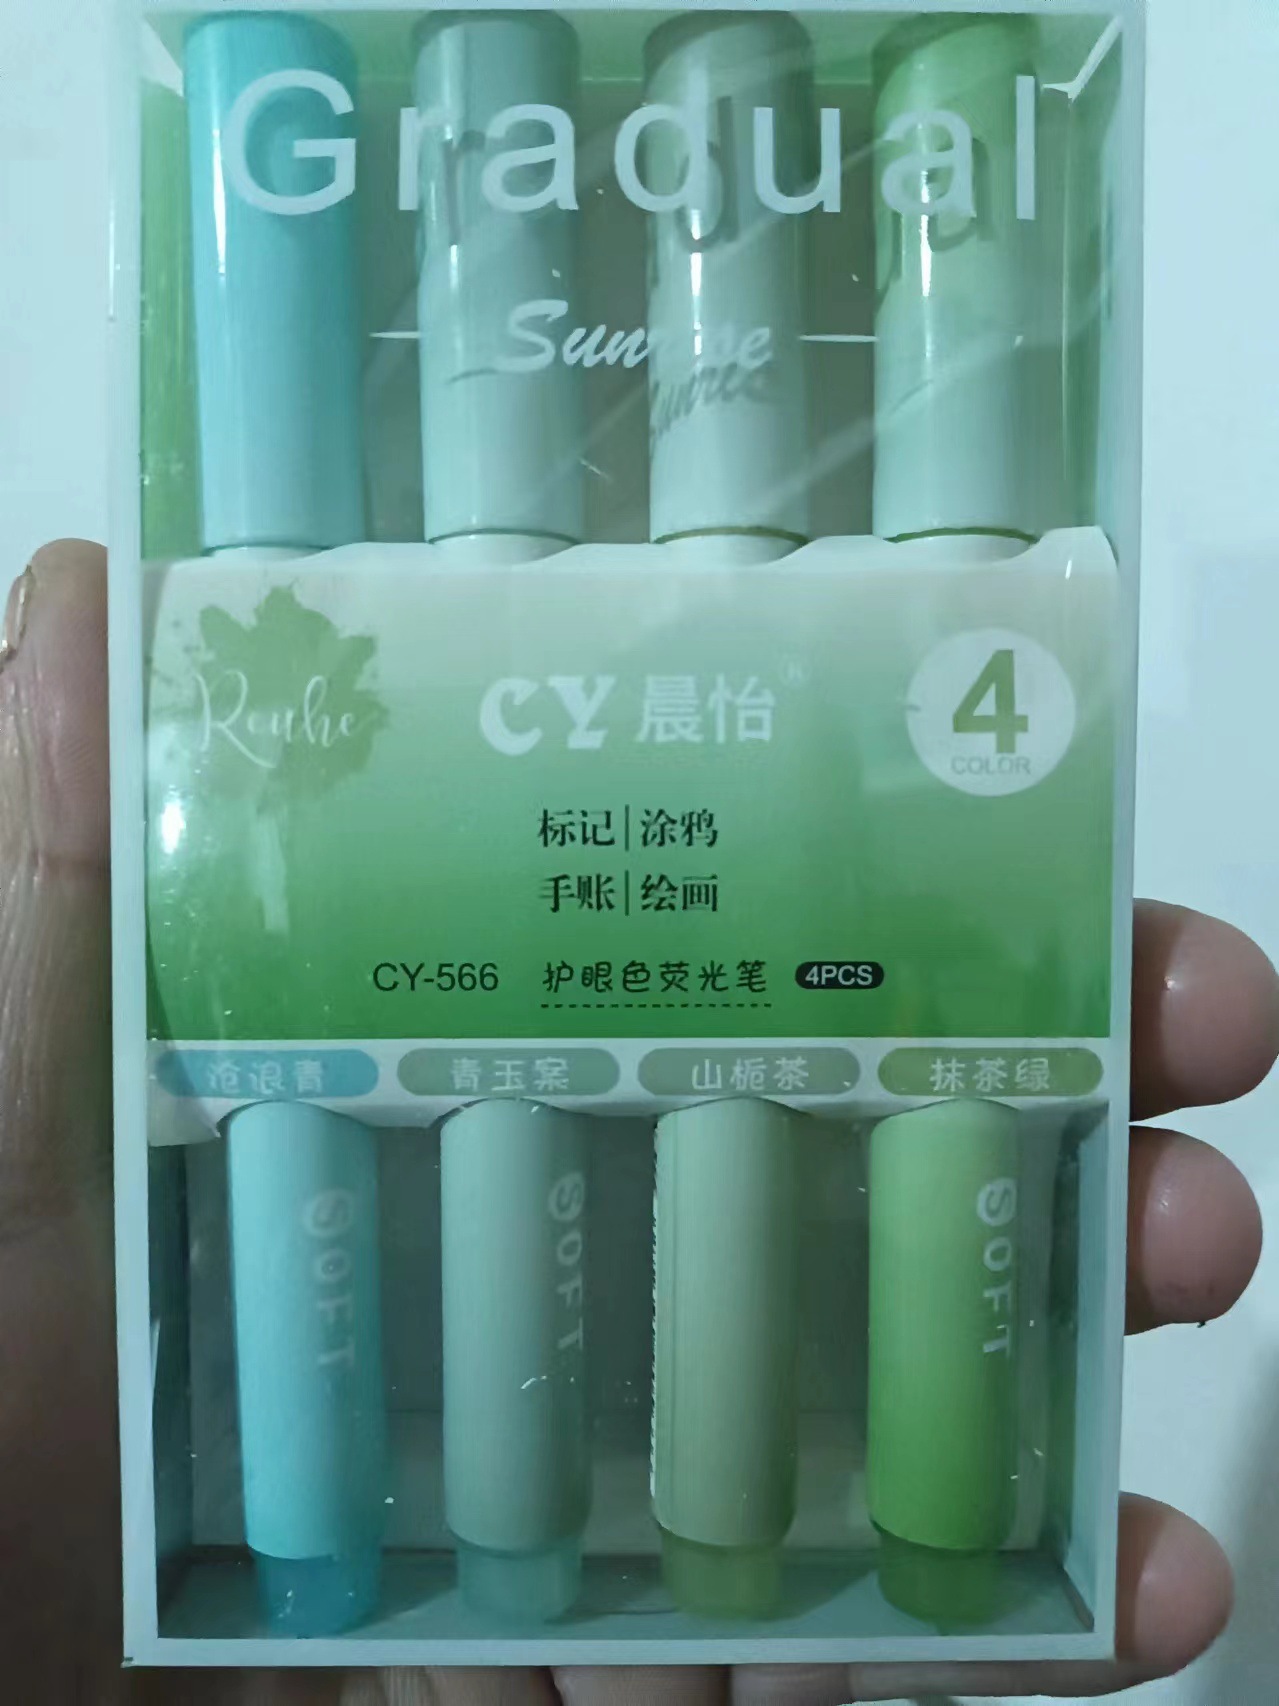 Gradual
Sunrise
Rouhe
CY 晨怡®
4
COLOR
标记|涂鸦
手账|绘画
CY-566 护眼色荧光笔 4PCS
沧浪青 青玉案 山栀茶 抹茶绿
SOFT SOFT SOFT